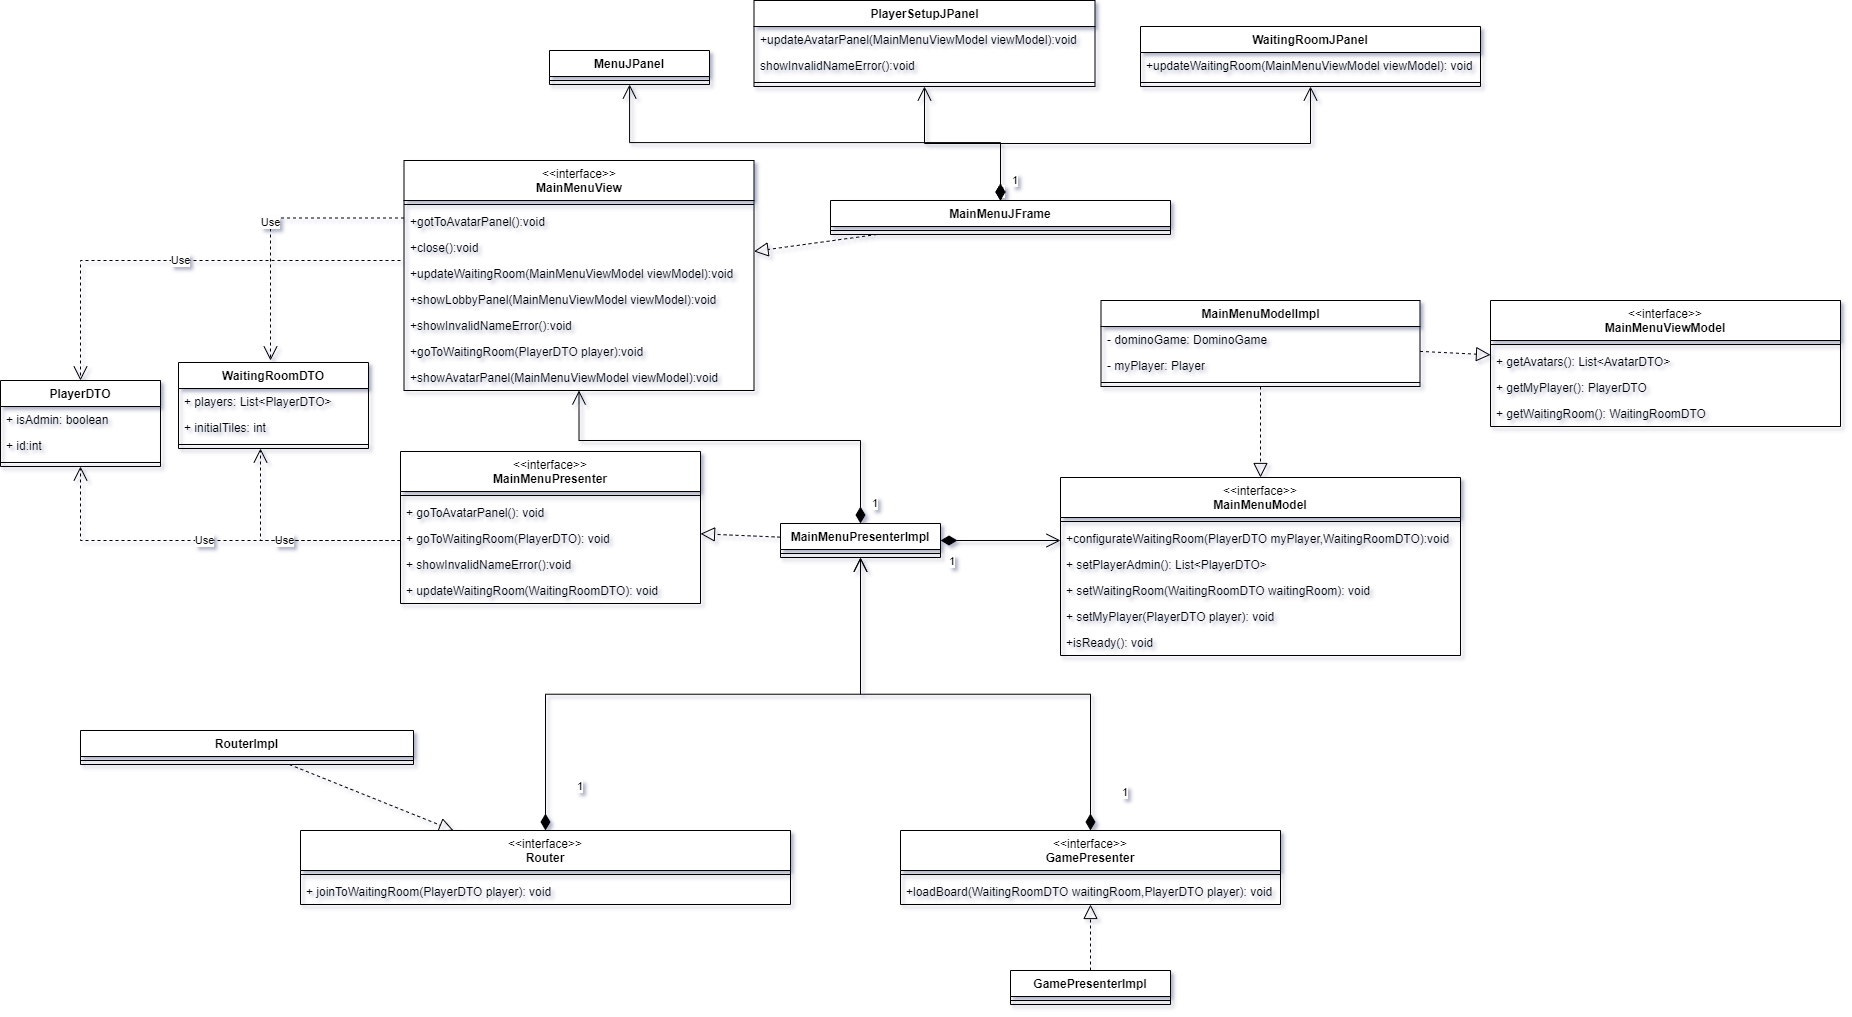 PlayerSetupJPanel
+updateAvatarPanel(MainMenuViewModel viewModel):void
showInvalidNameError():void
WaitingRoomJPanel
+updateWaitingRoom(MainMenuViewModel viewModel): void
MenuJPanel
1
MainMenuJFrame
<<interface>>
MainMenuView
+gotToAvatarPanel():void
+close():void
+updateWaitingRoom(MainMenuViewModel viewModel):void
+showLobbyPanel(MainMenuViewModel viewModel):void
+showInvalidNameError():void
+goToWaitingRoom(PlayerDTO player):void
+showAvatarPanel(MainMenuViewModel viewModel):void
Use
Use
MainMenuModelImpl
- dominoGame: DominoGame
- myPlayer: Player
<<interface>>
MainMenuViewModel
+ getAvatars(): List<AvatarDTO>
+ getMyPlayer(): PlayerDTO
+ getWaitingRoom(): WaitingRoomDTO
PlayerDTO
+ isAdmin: boolean
+ id:int
WaitingRoomDTO
+ players: List<PlayerDTO>
+ initialTiles: int
<<interface>>
MainMenuPresenter
+ goToAvatarPanel(): void
+ goToWaitingRoom(PlayerDTO): void
+ showInvalidNameError():void
+ updateWaitingRoom(WaitingRoomDTO): void
Use
Use
1
MainMenuPresenterImpl
1
<<interface>>
MainMenuModel
+configurateWaitingRoom(PlayerDTO myPlayer,WaitingRoomDTO):void
+ setPlayerAdmin(): List<PlayerDTO>
+ setWaitingRoom(WaitingRoomDTO waitingRoom): void
+ setMyPlayer(PlayerDTO player): void
+isReady(): void
RouterImpl
1
1
<<interface>>
Router
+ joinToWaitingRoom(PlayerDTO player): void
<<interface>>
GamePresenter
+loadBoard(WaitingRoomDTO waitingRoom,PlayerDTO player): void
GamePresenterImpl